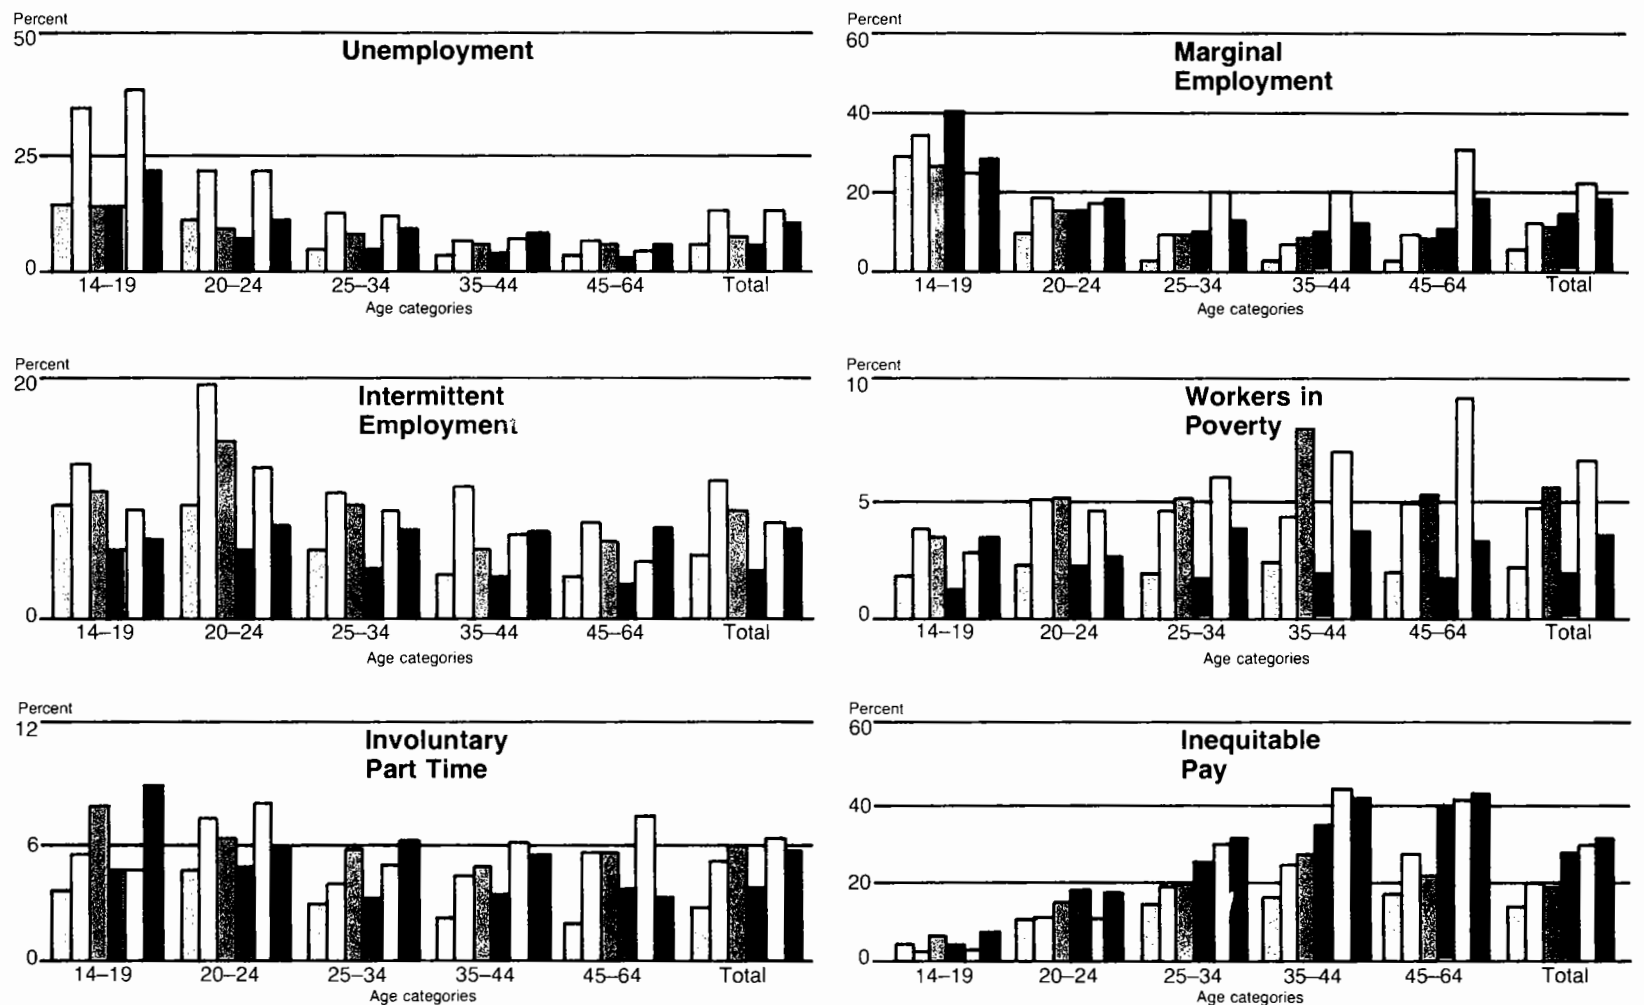 Percent
50
Unemployment
25
0
14–19 20–24 25–34 35–44 45–64 Total
Age categories
Percent
60
Marginal
Employment
40
20
0
14–19 20–24 25–34 35–44 45–64 Total
Age categories
Percent
20
Intermittent
Employment
0
14–19 20–24 25–34 35–44 45–64 Total
Age categories
Percent
10
Workers in
Poverty
5
0
14–19 20–24 25–34 35–44 45–64 Total
Age categories
Percent
12
Involuntary
Part Time
6
0
14–19 20–24 25–34 35–44 45–64 Total
Age categories
Percent
60
Inequitable
Pay
40
20
0
14–19 20–24 25–34 35–44 45–64 Total
Age categories